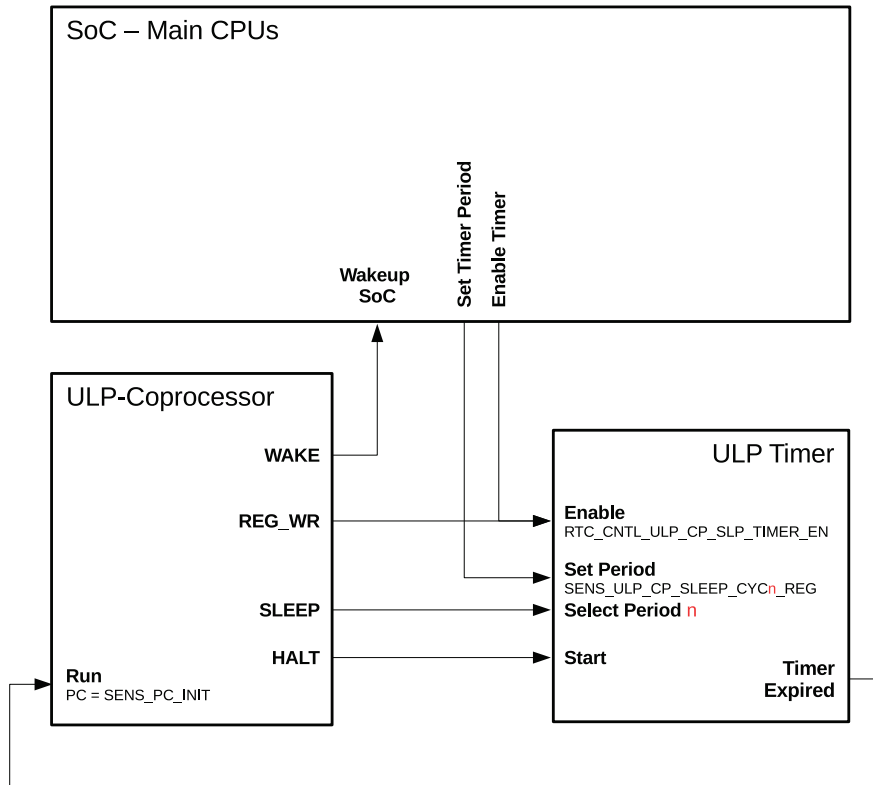 SoC – Main CPUs
Set Timer Period
Enable Timer
Wakeup
SoC
ULP-Coprocessor
WAKE
REG_WR
SLEEP
HALT
Run
PC = SENS_PC_INIT
ULP Timer
Enable
RTC_CNTL_ULP_CP_SLP_TIMER_EN
Set Period
SENS_ULP_CP_SLEEP_CYCn_REG
Select Period n
Start
Timer
Expired